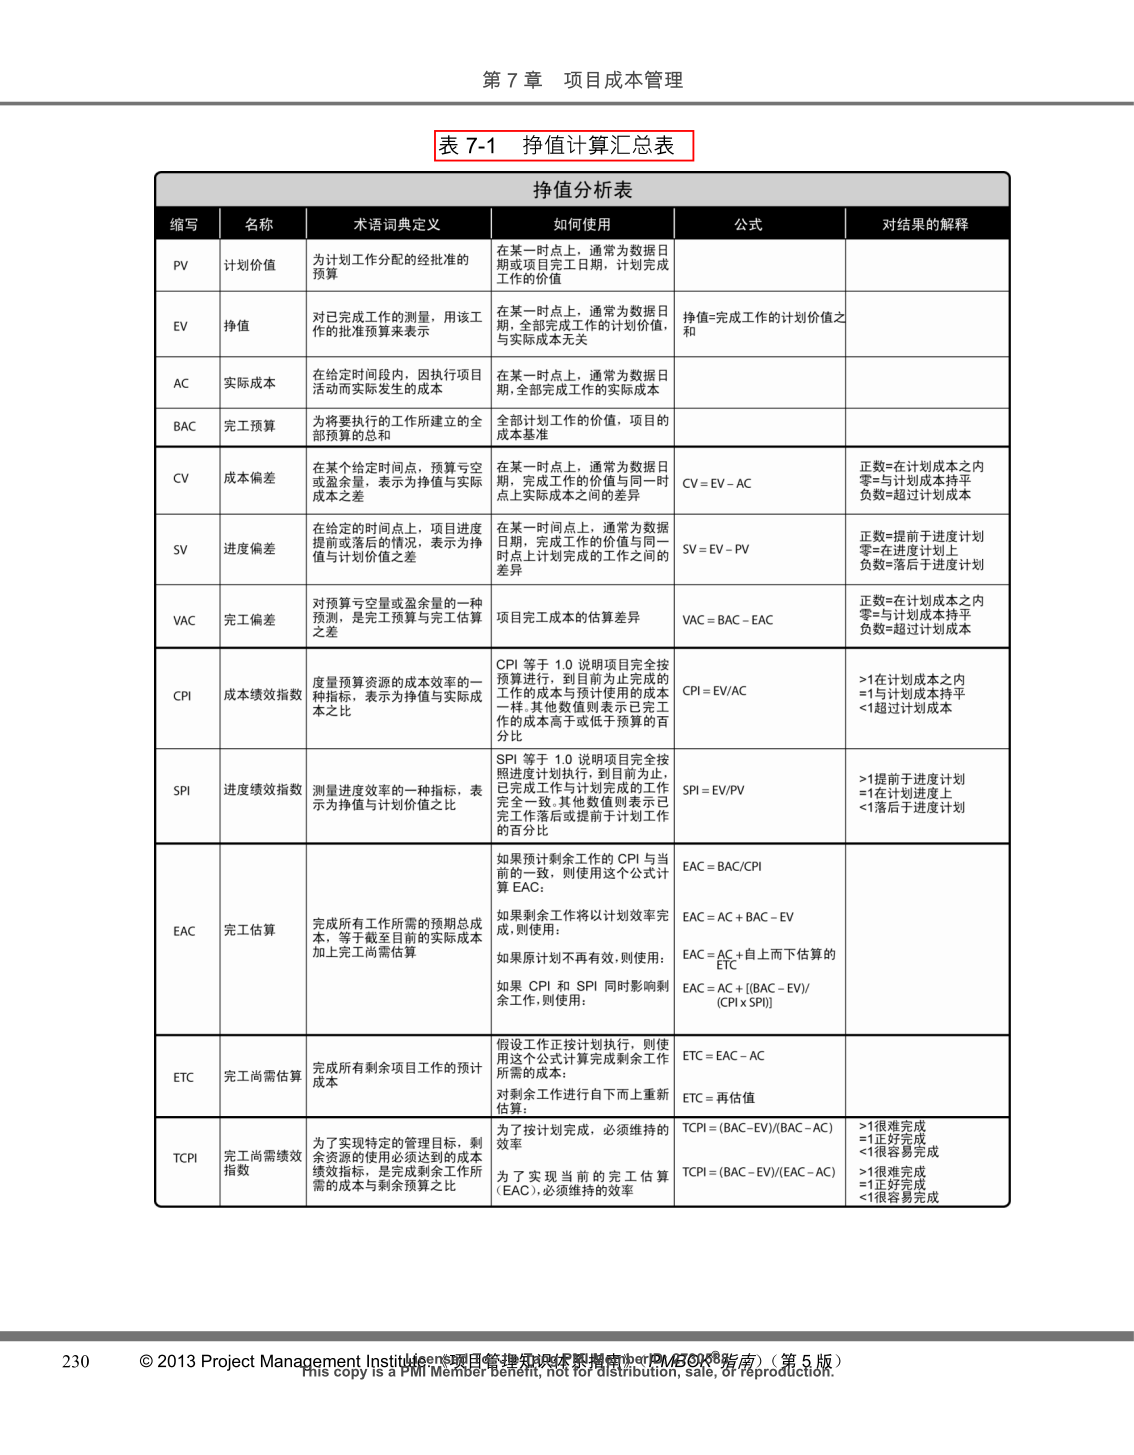 第 7 章　项目成本管理
表 7-1　挣值计算汇总表
挣值分析表
缩写　名称　术语词典定义　如何使用　公式　对结果的解释
PV
计划价值
为计划工作分配的经批准的
预算
在某一时点上，通常为数据日
期或项目完工日期，计划完成
工作的价值
EV
挣值
对已完成工作的测量，用该工
作的批准预算来表示
在某一时点上，通常为数据日
期，全部完成工作的计划价值，
与实际成本无关
挣值=完成工作的计划价值之
和
AC
实际成本
在给定时间段内，因执行项目
活动而实际发生的成本
在某一时点上，通常为数据日
期，全部完成工作的实际成本
BAC
完工预算
为将要执行的工作所建立的全
部预算的总和
全部计划工作的价值，项目的
成本基准
CV
成本偏差
在某个给定时间点，预算亏空
或盈余量，表示为挣值与实际
成本之差
在某一时点上，通常为数据日
期，完成工作的价值与同一时
点上实际成本之间的差异
CV = EV – AC
正数=在计划成本之内
零=与计划成本持平
负数=超过计划成本
SV
进度偏差
在给定的时间点上，项目进度
提前或落后的情况，表示为挣
值与计划价值之差
在某一时间点上，通常为数据
日期，完成工作的价值与同一
时点上计划完成的工作之间的
差异
SV = EV – PV
正数=提前于进度计划
零=在进度计划上
负数=落后于进度计划
VAC
完工偏差
对预算亏空量或盈余量的一种
预测，是完工预算与完工估算
之差
项目完工成本的估算差异
VAC = BAC – EAC
正数=在计划成本之内
零=与计划成本持平
负数=超过计划成本
CPI
成本绩效指数
度量预算资源的成本效率的一
种指标，表示为挣值与实际成
本之比
CPI 等于 1.0 说明项目完全按
预算进行，到目前为止完成的
工作的成本与预计使用的成本
一样。其他数值则表示已完工
作的成本高于或低于预算的百
分比
CPI = EV/AC
>1在计划成本之内
=1与计划成本持平
<1超过计划成本
SPI
进度绩效指数
测量进度效率的一种指标，表
示为挣值与计划价值之比
SPI 等于 1.0 说明项目完全按
照进度计划执行，到目前为止，
已完成工作与计划完成的工作
完全一致。其他数值则表示已
完工作落后或提前于计划工作
的百分比
SPI = EV/PV
>1提前于进度计划
=1在计划进度上
<1落后于进度计划
EAC
完工估算
完成所有工作所需的预期总成
本，等于截至目前的实际成本
加上完工尚需估算
如果预计剩余工作的 CPI 与当
前的一致，则使用这个公式计
算 EAC：
EAC = BAC/CPI
如果剩余工作将以计划效率完
成，则使用：
EAC = AC + BAC – EV
如果原计划不再有效，则使用：
EAC = AC +自上而下估算的
ETC
如果 CPI 和 SPI 同时影响剩
余工作，则使用：
EAC = AC + [(BAC – EV)/
(CPI x SPI)]
ETC
完工尚需估算
完成所有剩余项目工作的预计
成本
假设工作正按计划执行，则使
用这个公式计算完成剩余工作
所需的成本：
ETC = EAC – AC
对剩余工作进行自下而上重新
估算：
ETC = 再估值
TCPI
完工尚需绩效
指数
为了实现特定的管理目标，剩
余资源的使用必须达到的成本
绩效指标，是完成剩余工作所
需的成本与剩余预算之比
为了按计划完成，必须维持的
效率
TCPI = (BAC–EV)/(BAC – AC)
>1很难完成
=1正好完成
<1很容易完成
为了实现当前的完工估算
（EAC），必须维持的效率
TCPI = (BAC – EV)/(EAC – AC)
>1很难完成
=1正好完成
<1很容易完成
230　© 2013 Project Management Institute.《项目管理知识体系指南》（PMBOK®指南）（第 5 版）
This copy is a PMI Member benefit, not for distribution, sale, or reproduction.